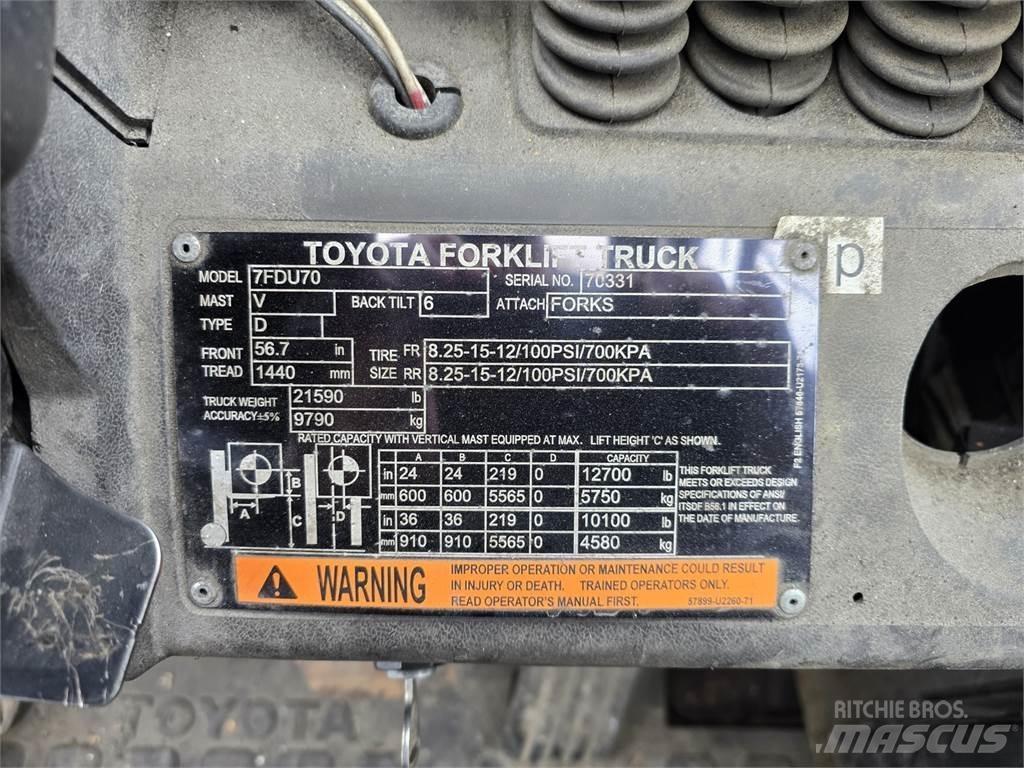 TOYOTA FORKLIFT TRUCK
p
MODEL 7FDU70 SERIAL NO. 70331
MAST V BACK TILT 6 ATTACH FORKS
TYPE D
FRONT TREAD 56.7 in 1440 mm
TIRE SIZE FR 8.25-15-12/100PSI/700KPA
RR 8.25-15-12/100PSI/700KPA
TRUCK WEIGHT 21590 lb
ACCURACY±5% 9790 kg
RATED CAPACITY WITH VERTICAL MAST EQUIPPED AT MAX. LIFT HEIGHT 'C' AS SHOWN.
A B C D CAPACITY
in 24 24 219 0 12700 lb
mm 600 600 5565 0 5750 kg
in 36 36 219 0 10100 lb
mm 910 910 5565 0 4580 kg
A B C D
THIS FORKLIFT TRUCK
MEETS OR EXCEEDS DESIGN
SPECIFICATIONS OF ANSI/
ITSDF B56.1 IN EFFECT ON
THE DATE OF MANUFACTURE.
F2 ENGLISH
WARNING
IMPROPER OPERATION OR MAINTENANCE COULD RESULT
IN INJURY OR DEATH. TRAINED OPERATORS ONLY.
READ OPERATOR'S MANUAL FIRST. 57899-U2260-71
TOYOTA
RITCHIE BROS.
MASCUS